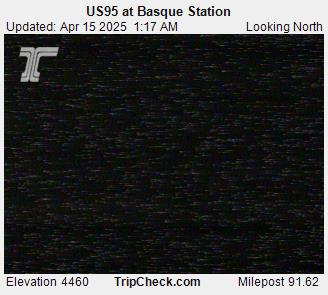 US95 at Basque Station
Updated: Apr 15 2025 1:17 AM Looking North
Elevation 4460 TripCheck.com Milepost 91.62